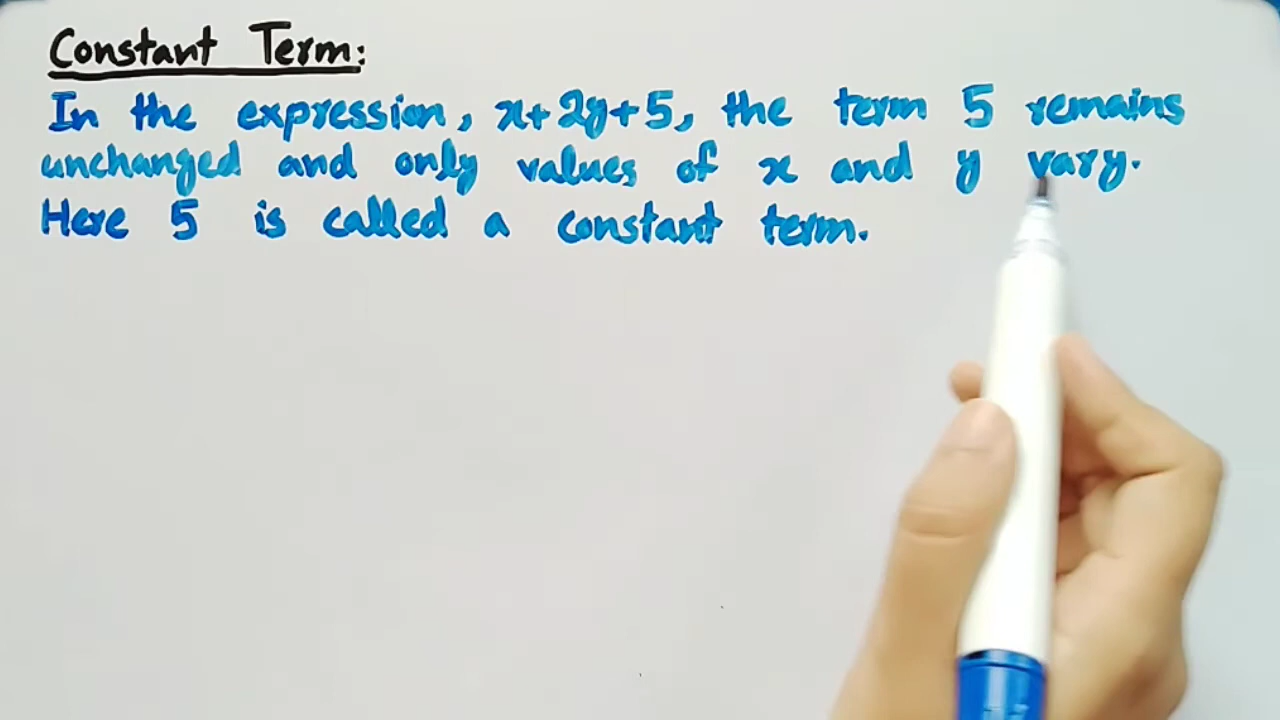 Constant Term:
In the expression, x+2y+5, the term 5 remains
unchanged and only values of x and y vary.
Here 5 is called a constant term.